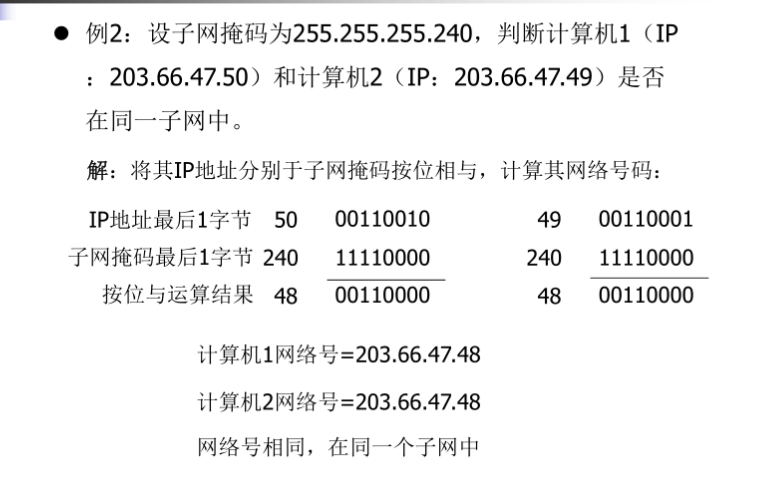 ● 例2：设子网掩码为255.255.255.240，判断计算机1（IP
：203.66.47.50）和计算机2（IP：203.66.47.49）是否
在同一子网中。
解：将其IP地址分别于子网掩码按位相与，计算其网络号码：
IP地址最后1字节 50 00110010 49 00110001
子网掩码最后1字节 240 11110000 240 11110000
按位与运算结果 48 00110000 48 00110000
计算机1网络号=203.66.47.48
计算机2网络号=203.66.47.48
网络号相同，在同一个子网中